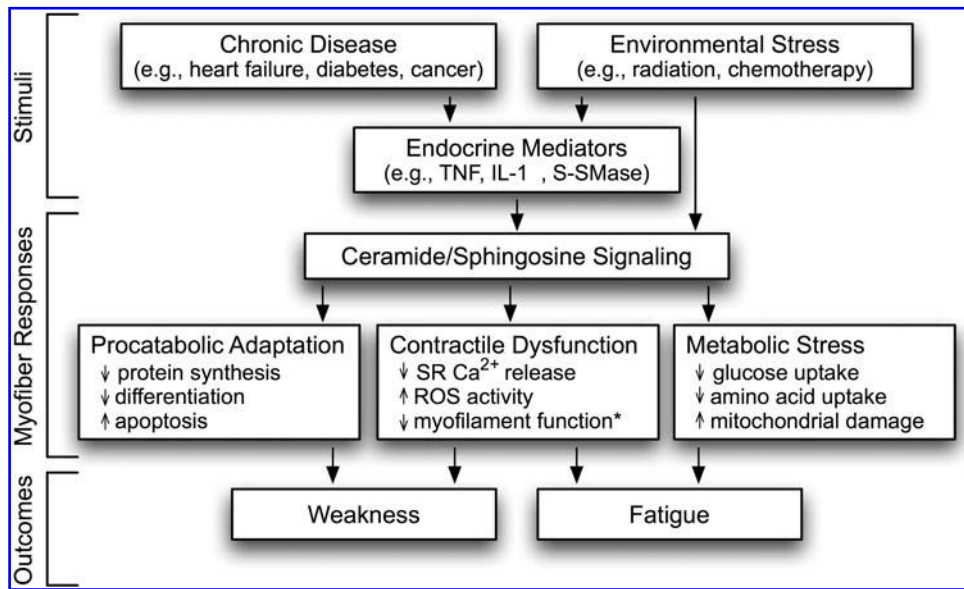 Stimuli
Chronic Disease
(e.g., heart failure, diabetes, cancer)
Environmental Stress
(e.g., radiation, chemotherapy)
Endocrine Mediators
(e.g., TNF, IL-1 , S-SMase)
Myofiber Responses
Ceramide/Sphingosine Signaling
Procatabolic Adaptation
↓ protein synthesis
↓ differentiation
↑ apoptosis
Contractile Dysfunction
↓ SR Ca²⁺ release
↑ ROS activity
↓ myofilament function*
Metabolic Stress
↓ glucose uptake
↓ amino acid uptake
↑ mitochondrial damage
Outcomes
Weakness
Fatigue